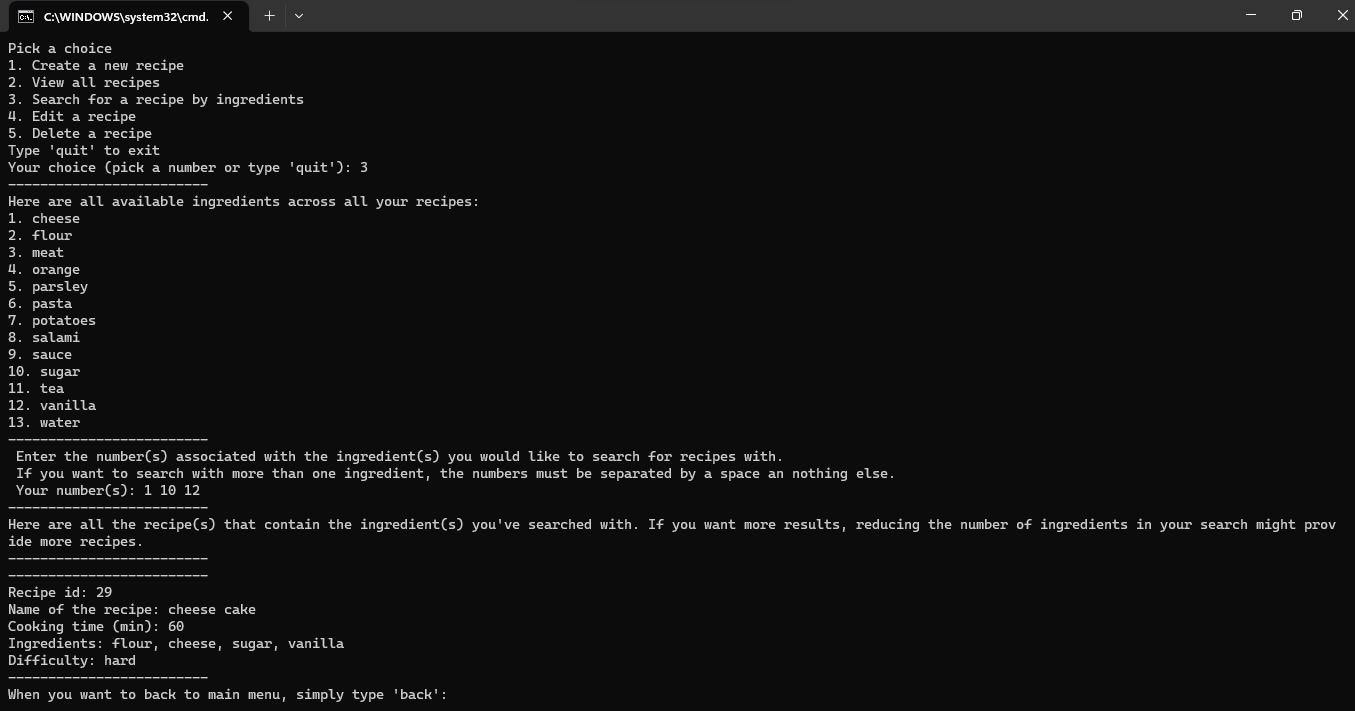 C:\WINDOWS\system32\cmd.
Pick a choice
1. Create a new recipe
2. View all recipes
3. Search for a recipe by ingredients
4. Edit a recipe
5. Delete a recipe
Type 'quit' to exit
Your choice (pick a number or type 'quit'): 3
-------------------------
Here are all available ingredients across all your recipes:
1. cheese
2. flour
3. meat
4. orange
5. parsley
6. pasta
7. potatoes
8. salami
9. sauce
10. sugar
11. tea
12. vanilla
13. water
-------------------------
Enter the number(s) associated with the ingredient(s) you would like to search for recipes with.
If you want to search with more than one ingredient, the numbers must be separated by a space an nothing else.
Your number(s): 1 10 12
-------------------------
Here are all the recipe(s) that contain the ingredient(s) you've searched with. If you want more results, reducing the number of ingredients in your search might prov
ide more recipes.
-------------------------
-------------------------
Recipe id: 29
Name of the recipe: cheese cake
Cooking time (min): 60
Ingredients: flour, cheese, sugar, vanilla
Difficulty: hard
-------------------------
When you want to back to main menu, simply type 'back':